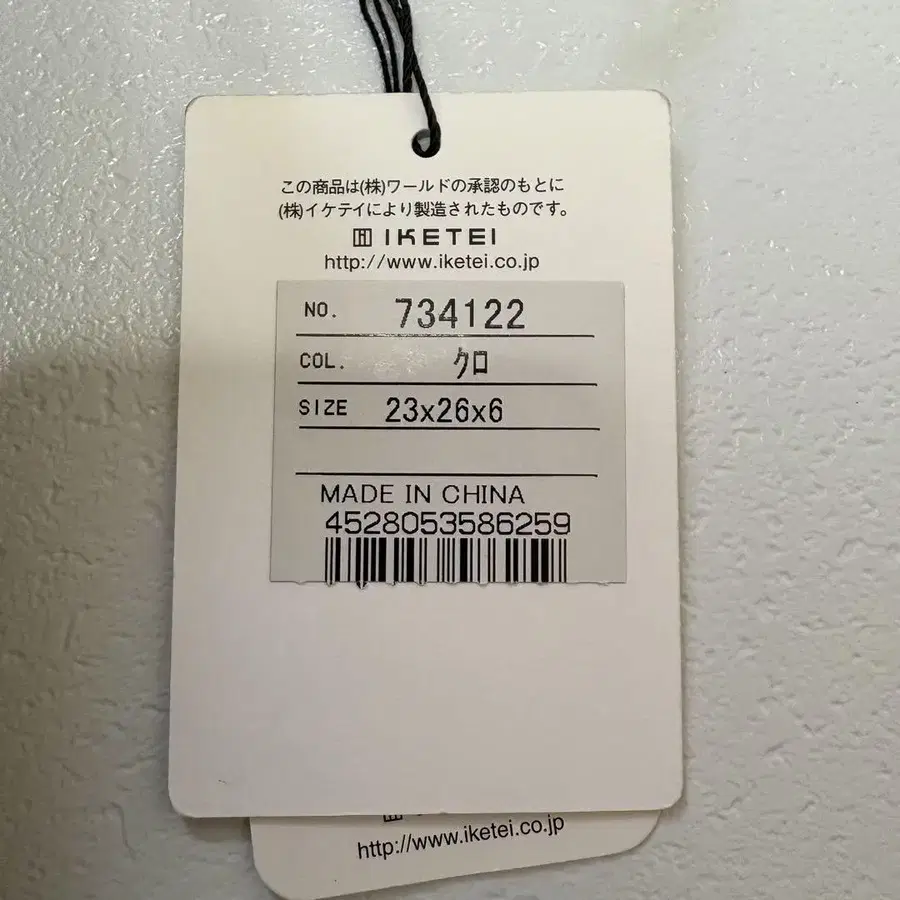 この商品は(株)ワールドの承認のもとに
(株)イケテイにより製造されたものです。
IKETEI
http://www.iketei.co.jp
NO. 734122
COL. クロ
SIZE 23x26x6
MADE IN CHINA
4528053586259
http://www.iketei.co.jp